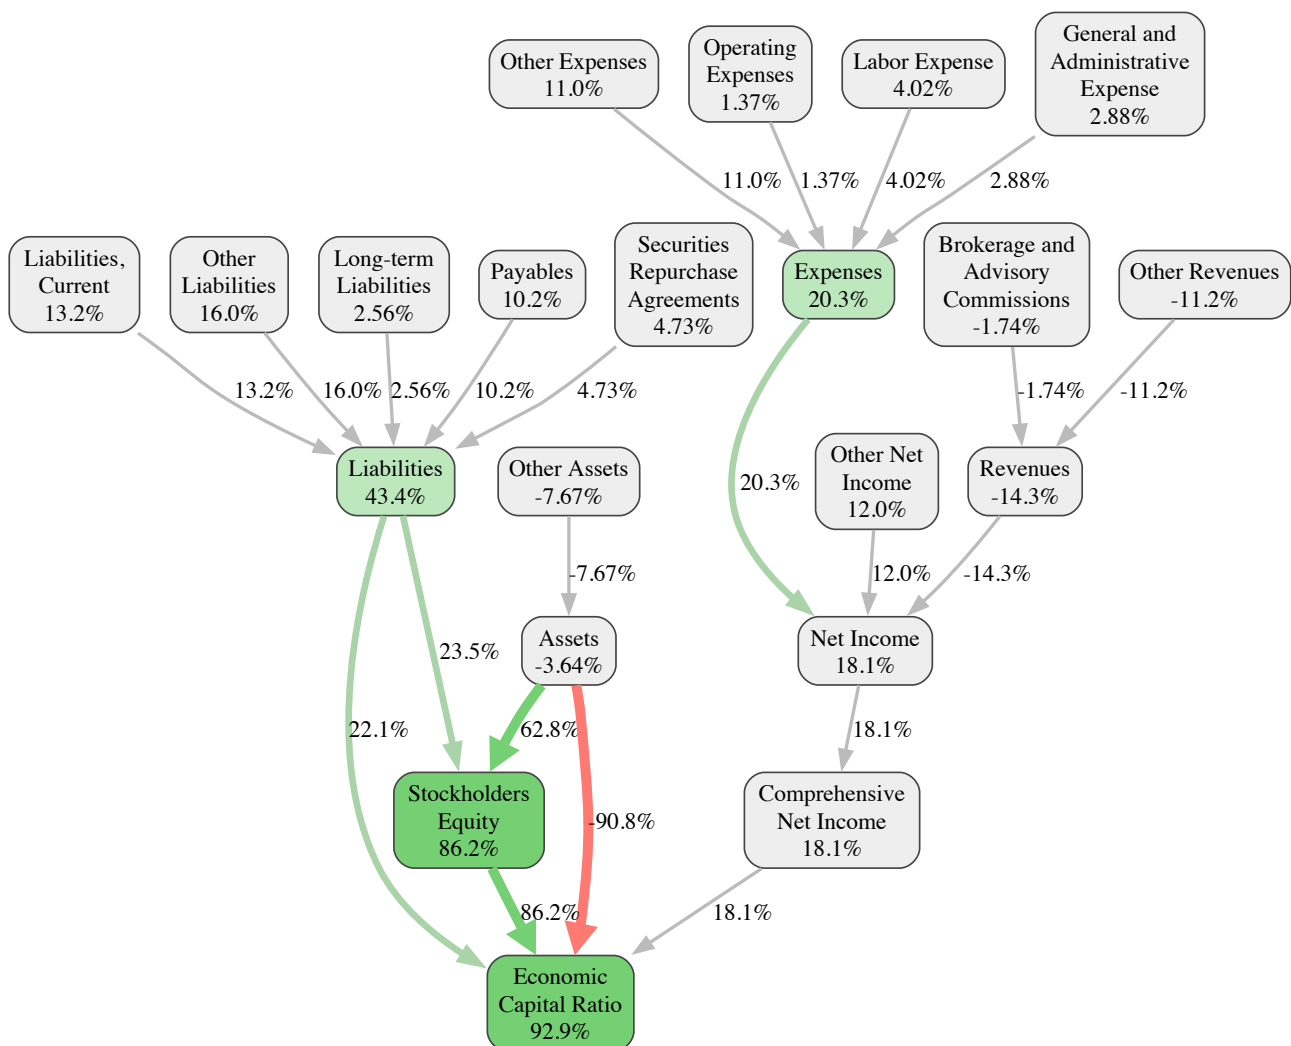 Other Expenses
11.0%
Operating
Expenses
1.37%
Labor Expense
4.02%
General and
Administrative
Expense
2.88%
11.0%
1.37%
4.02%
2.88%
Liabilities,
Current
13.2%
Other
Liabilities
16.0%
Long-term
Liabilities
2.56%
Payables
10.2%
Securities
Repurchase
Agreements
4.73%
Expenses
20.3%
Brokerage and
Advisory
Commissions
-1.74%
Other Revenues
-11.2%
13.2%
16.0%
2.56%
10.2%
4.73%
-1.74%
-11.2%
Liabilities
43.4%
Other Assets
-7.67%
20.3%
Other Net
Income
12.0%
Revenues
-14.3%
-7.67%
12.0%
-14.3%
23.5%
Assets
-3.64%
Net Income
18.1%
22.1%
62.8%
18.1%
Stockholders
Equity
86.2%
-90.8%
Comprehensive
Net Income
18.1%
86.2%
18.1%
Economic
Capital Ratio
92.9%